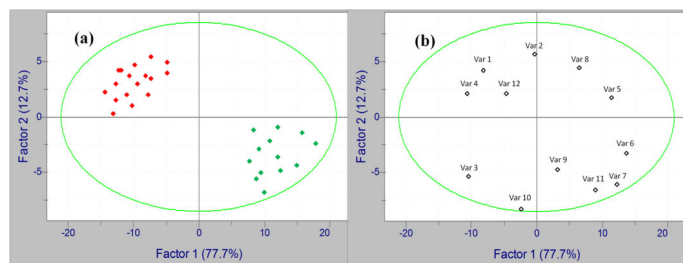 (a)
5
0
-5
-20
-10
0
10
20
Factor 1 (77.7%)
Factor 2 (12.7%)
(b)
Var 1
Var 2
Var 8
Var 4
Var 12
Var 5
Var 6
Var 3
Var 9
Var 11
Var 7
Var 10
5
0
-5
-20
-10
0
10
20
Factor 1 (77.7%)
Factor 2 (12.7%)